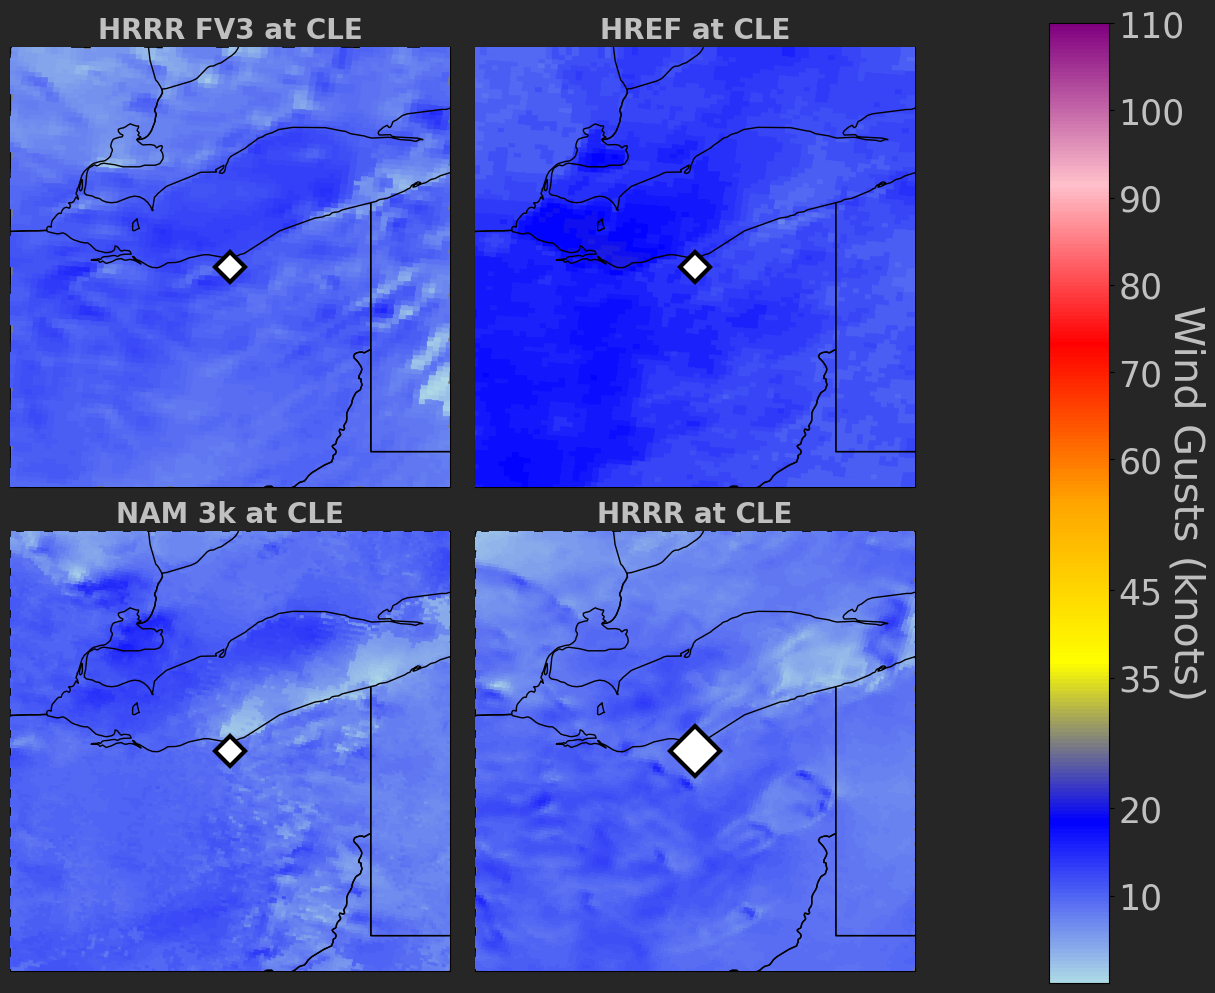 HRRR FV3 at CLE
HREF at CLE
NAM 3k at CLE
HRRR at CLE
110
100
90
80
70
60
45
35
20
10
Wind Gusts (knots)